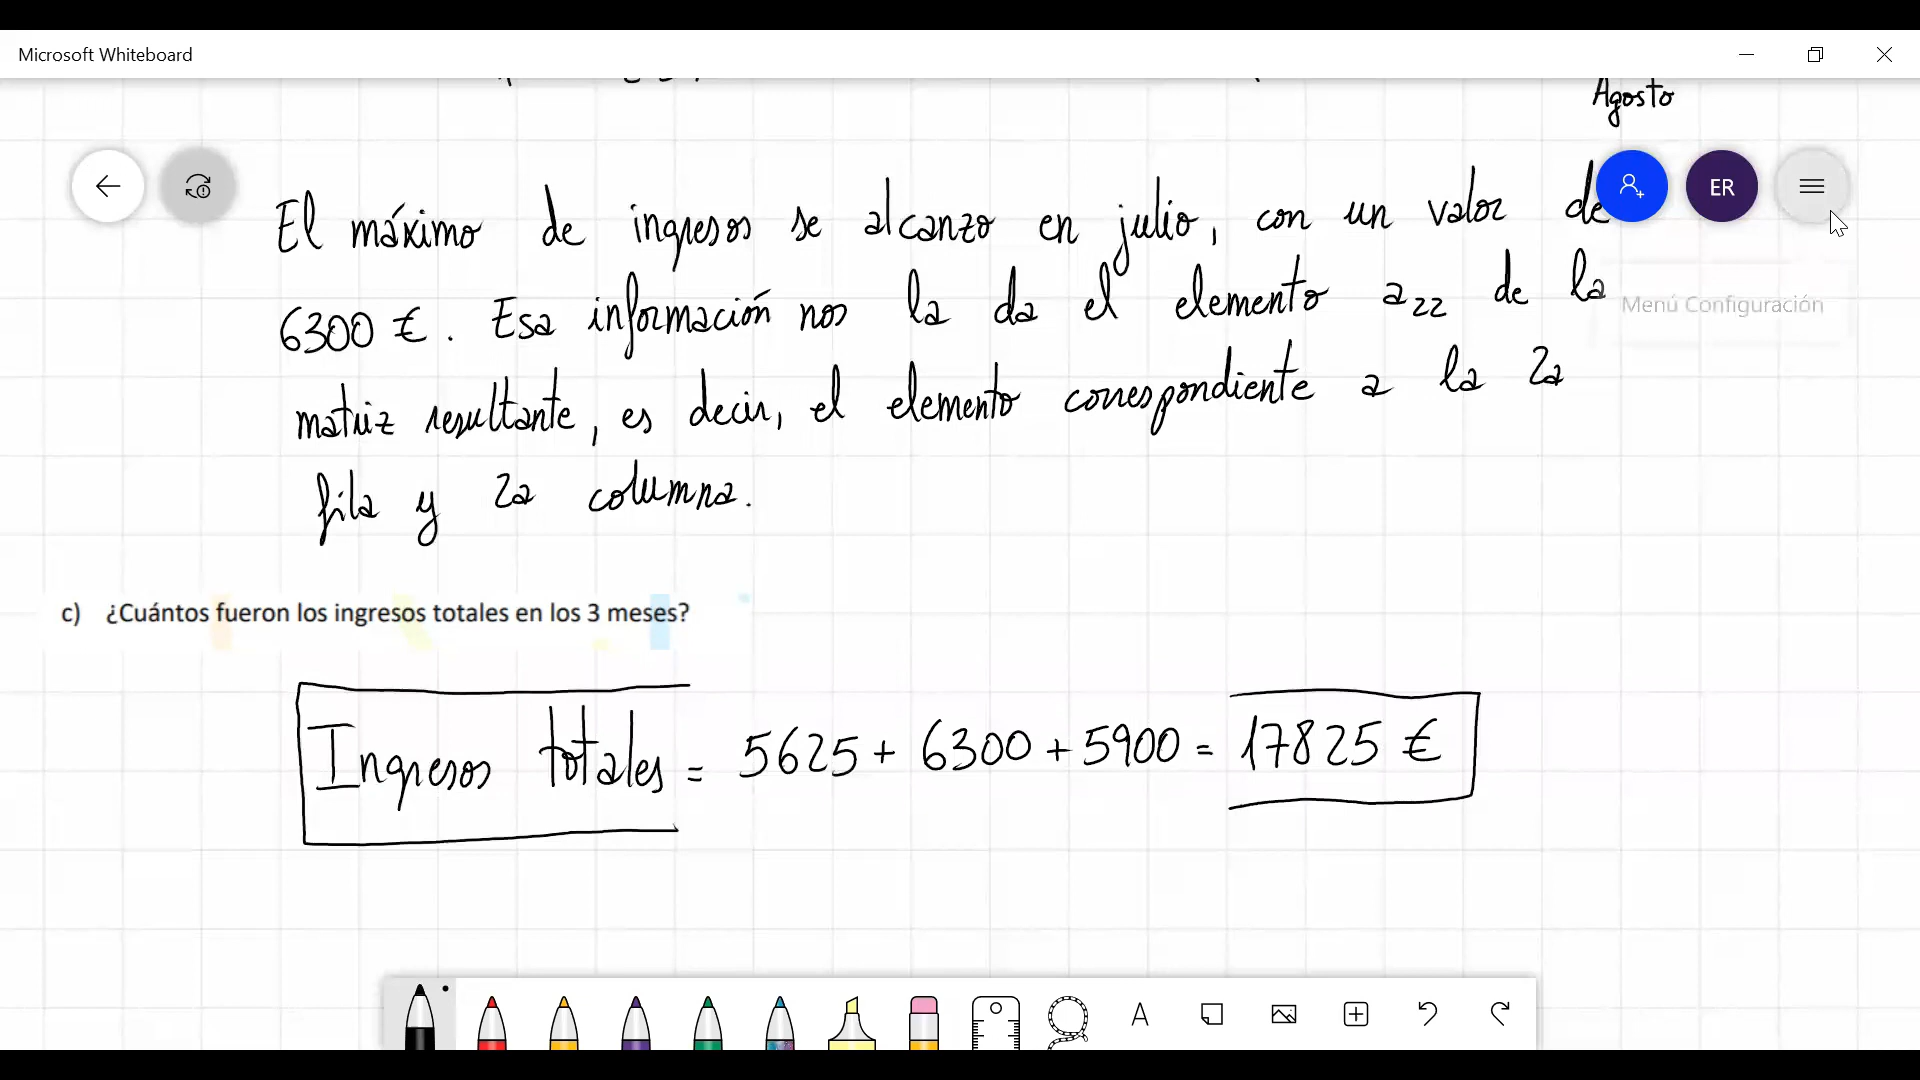 Microsoft Whiteboard
Agosto
ER
El máximo de ingresos se alcanzo en julio, con un valor de
6300 €. Esa información nos la da el elemento a22 de la
Menú Configuración
matriz resultante, es decir, el elemento correspondiente a la 2a
fila y 2a columna.
c) ¿Cuántos fueron los ingresos totales en los 3 meses?
Ingresos totales = 5625 + 6300 + 5900 = 17825 €
A